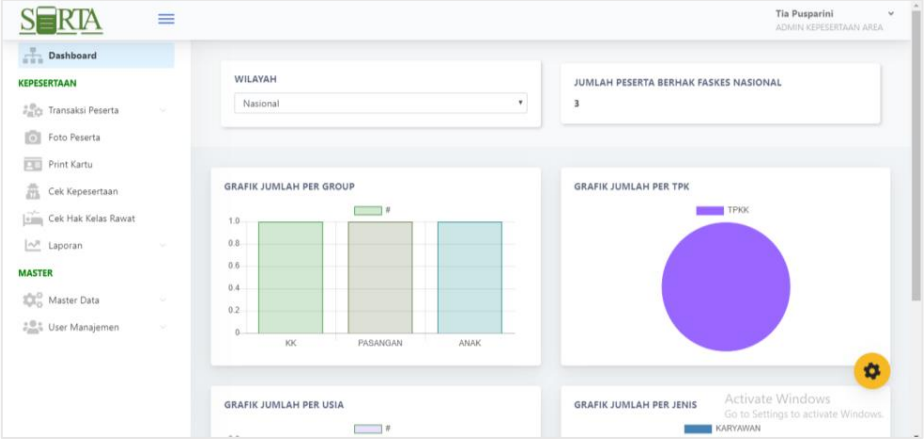 SERTA
Tia Pusparini
ADMIN KEPESERTAAN AREA
Dashboard
KEPESERTAAN
Transaksi Peserta
Foto Peserta
Print Kartu
Cek Kepesertaan
Cek Hak Kelas Rawat
Laporan
MASTER
Master Data
User Manajemen
WILAYAH
Nasional
JUMLAH PESERTA BERHAK FASKES NASIONAL
3
GRAFIK JUMLAH PER GROUP
#
1.0
0.8
0.6
0.4
0.2
0
KK PASANGAN ANAK
GRAFIK JUMLAH PER TPK
TPKK
GRAFIK JUMLAH PER USIA
#
GRAFIK JUMLAH PER JENIS
KARYAWAN
Activate Windows
Go to Settings to activate Windows.